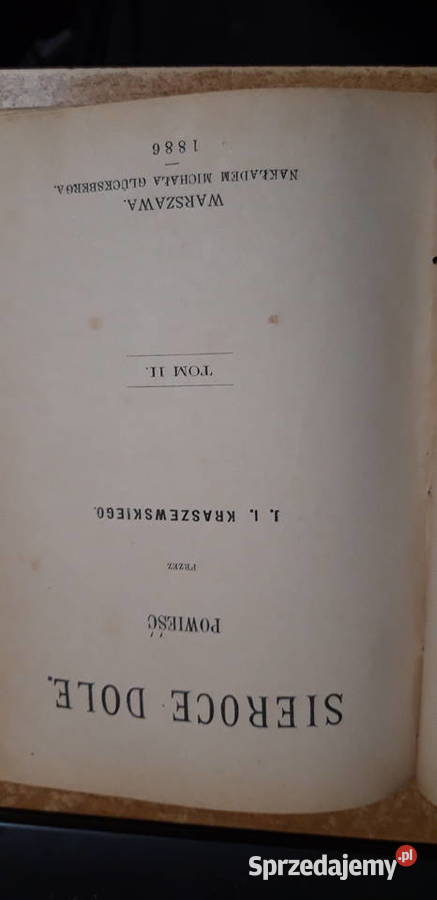 SIEROCE DOLE.
POWIEŚĆ
PRZEZ
J. I. KRASZEWSKIEGO.
TOM II.
WARSZAWA.
NAKŁADEM MICHAŁA GLÜCKSBERGA.
1886
Sprzedajemy.pl